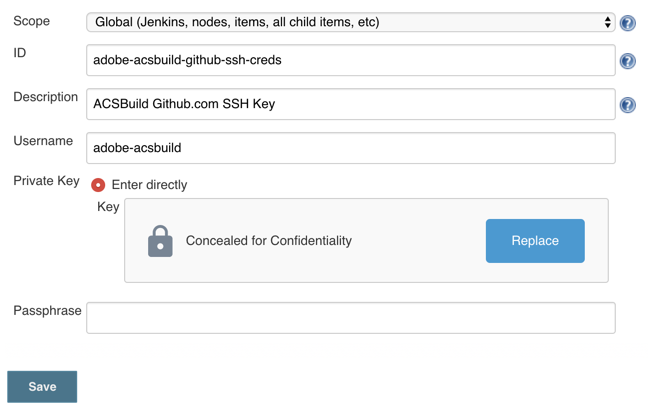 Scope
Global (Jenkins, nodes, items, all child items, etc)
ID
adobe-acsbuild-github-ssh-creds
Description
ACSBuild Github.com SSH Key
Username
adobe-acsbuild
Private Key
Enter directly
Key
Concealed for Confidentiality
Replace
Passphrase
Save